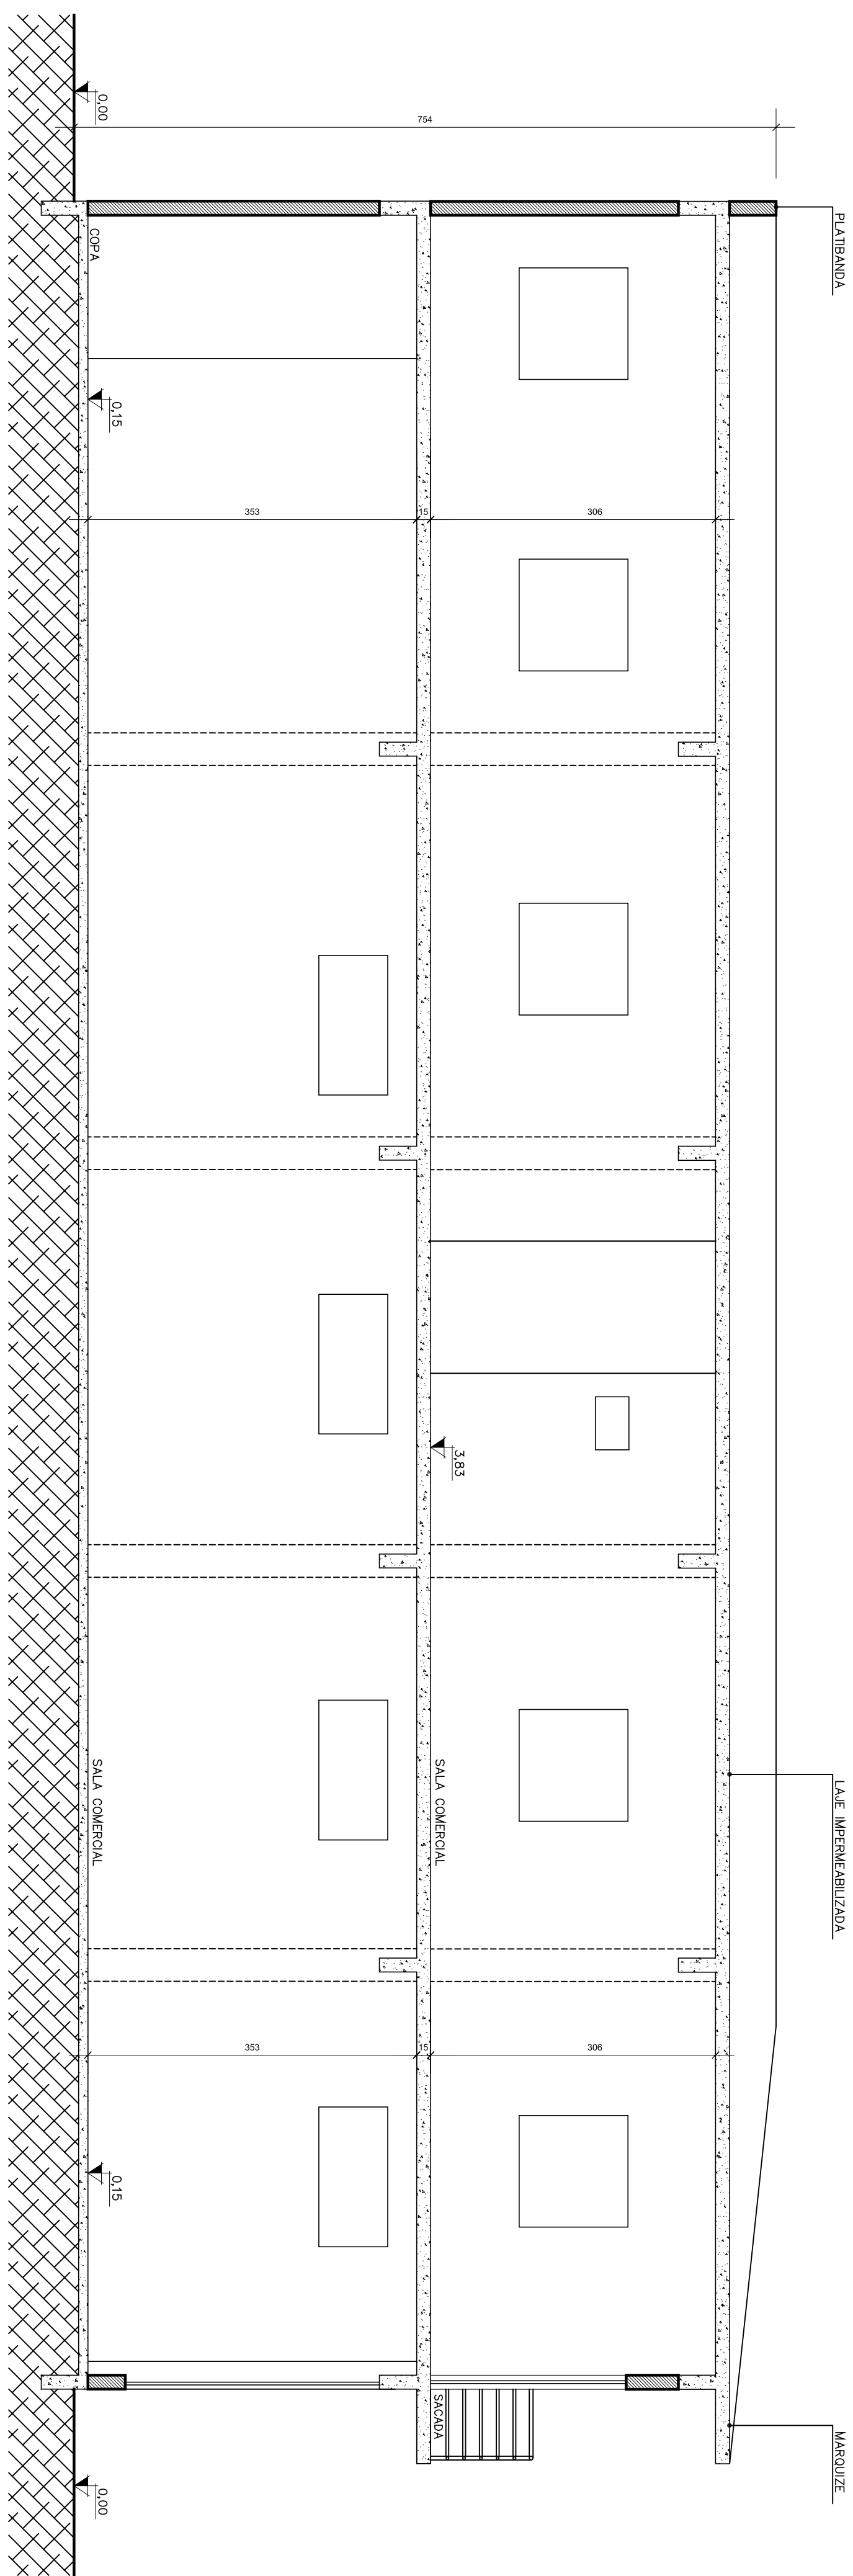 PLATIBANDA
LAJE IMPERMEABILIZADA
MARQUIZE
754
0,00
306
306
15
15
353
353
3,83
SALA COMERCIAL
SACADA
COPA
0,15
SALA COMERCIAL
0,15
0,00